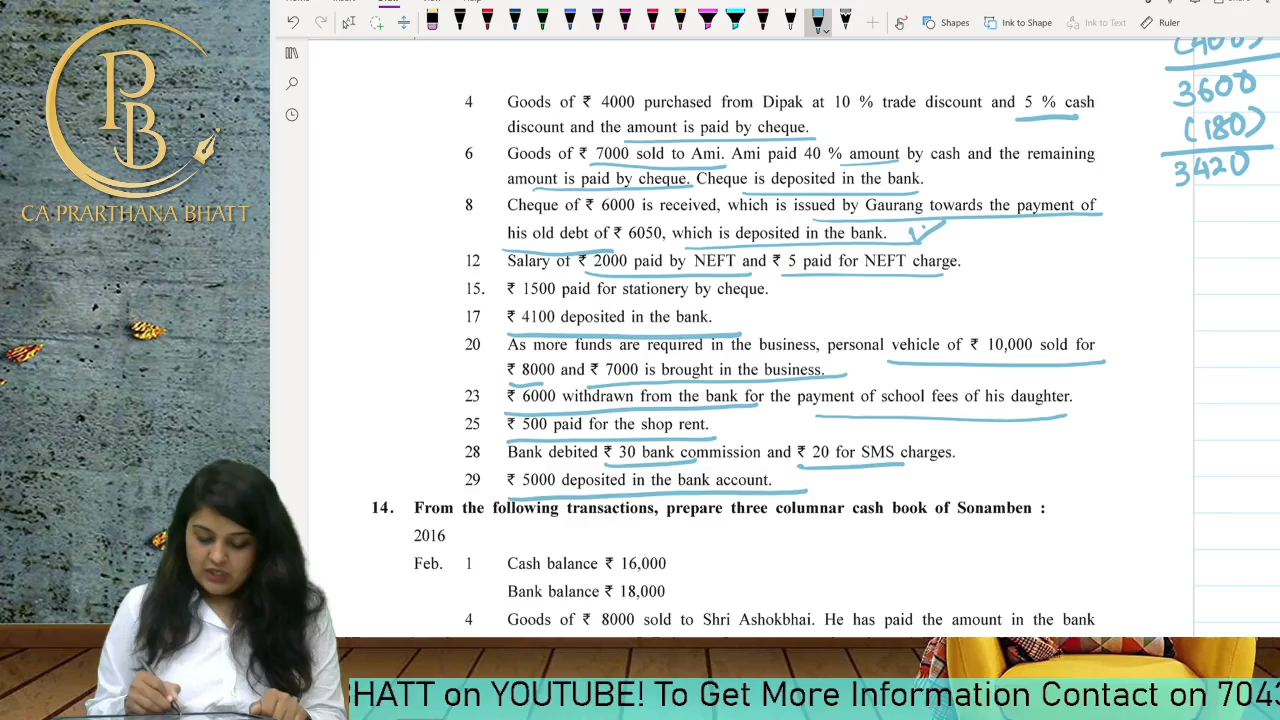 Shapes
Ink to Shape
Ink to Text
Ruler
3600
(180)
3420
PB
CA PRARTHANA BHATT
4 Goods of ₹ 4000 purchased from Dipak at 10 % trade discount and 5 % cash
discount and the amount is paid by cheque.
6 Goods of ₹ 7000 sold to Ami. Ami paid 40 % amount by cash and the remaining
amount is paid by cheque. Cheque is deposited in the bank.
8 Cheque of ₹ 6000 is received, which is issued by Gaurang towards the payment of
his old debt of ₹ 6050, which is deposited in the bank.
12 Salary of ₹ 2000 paid by NEFT and ₹ 5 paid for NEFT charge.
15. ₹ 1500 paid for stationery by cheque.
17 ₹ 4100 deposited in the bank.
20 As more funds are required in the business, personal vehicle of ₹ 10,000 sold for
₹ 8000 and ₹ 7000 is brought in the business.
23 ₹ 6000 withdrawn from the bank for the payment of school fees of his daughter.
25 ₹ 500 paid for the shop rent.
28 Bank debited ₹ 30 bank commission and ₹ 20 for SMS charges.
29 ₹ 5000 deposited in the bank account.
14. From the following transactions, prepare three columnar cash book of Sonamben :
2016
Feb. 1 Cash balance ₹ 16,000
Bank balance ₹ 18,000
4 Goods of ₹ 8000 sold to Shri Ashokbhai. He has paid the amount in the bank
BHATT on YOUTUBE! To Get More Information Contact on 7043